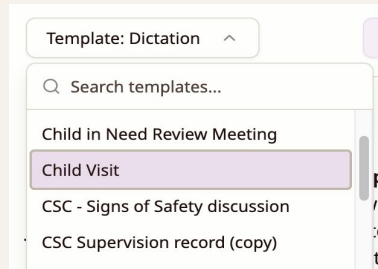 Template: Dictation
Search templates...
Child in Need Review Meeting
Child Visit
CSC - Signs of Safety discussion
CSC Supervision record (copy)